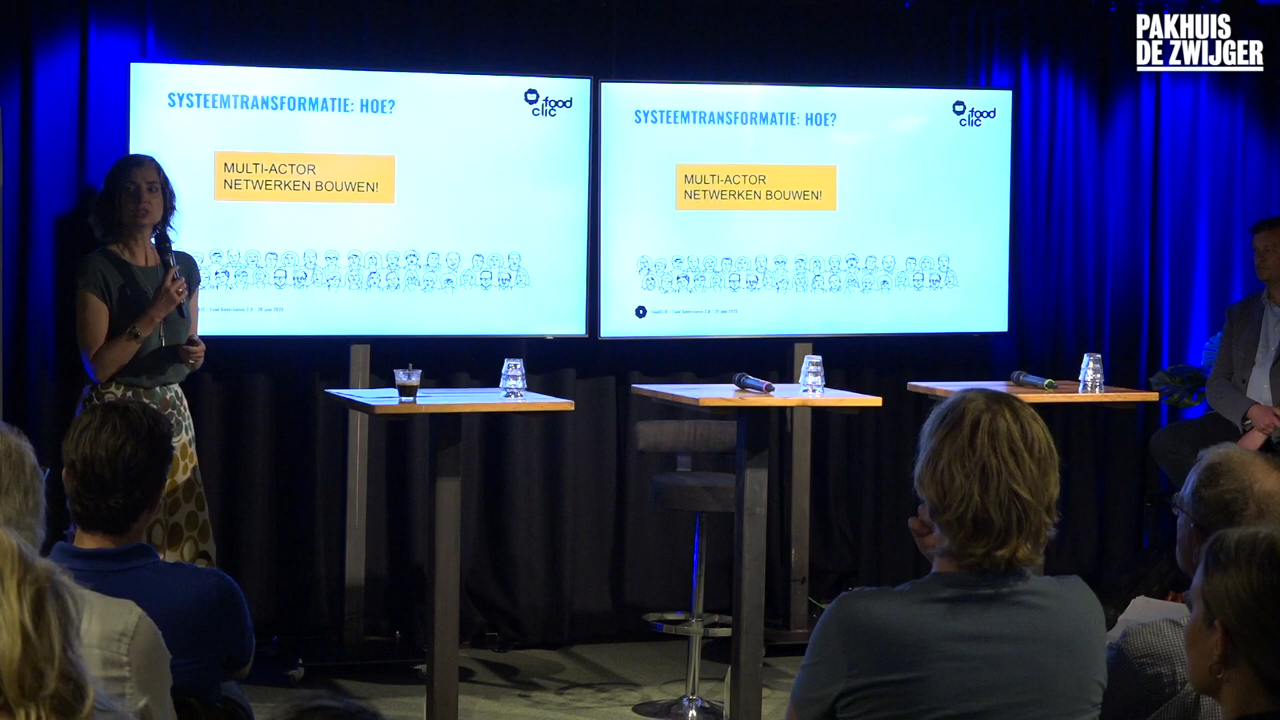 PAKHUIS
DE ZWIJGER
SYSTEEMTRANSFORMATIE: HOE?
food
clic
MULTI-ACTOR
NETWERKEN BOUWEN!
SYSTEEMTRANSFORMATIE: HOE?
food
clic
MULTI-ACTOR
NETWERKEN BOUWEN!